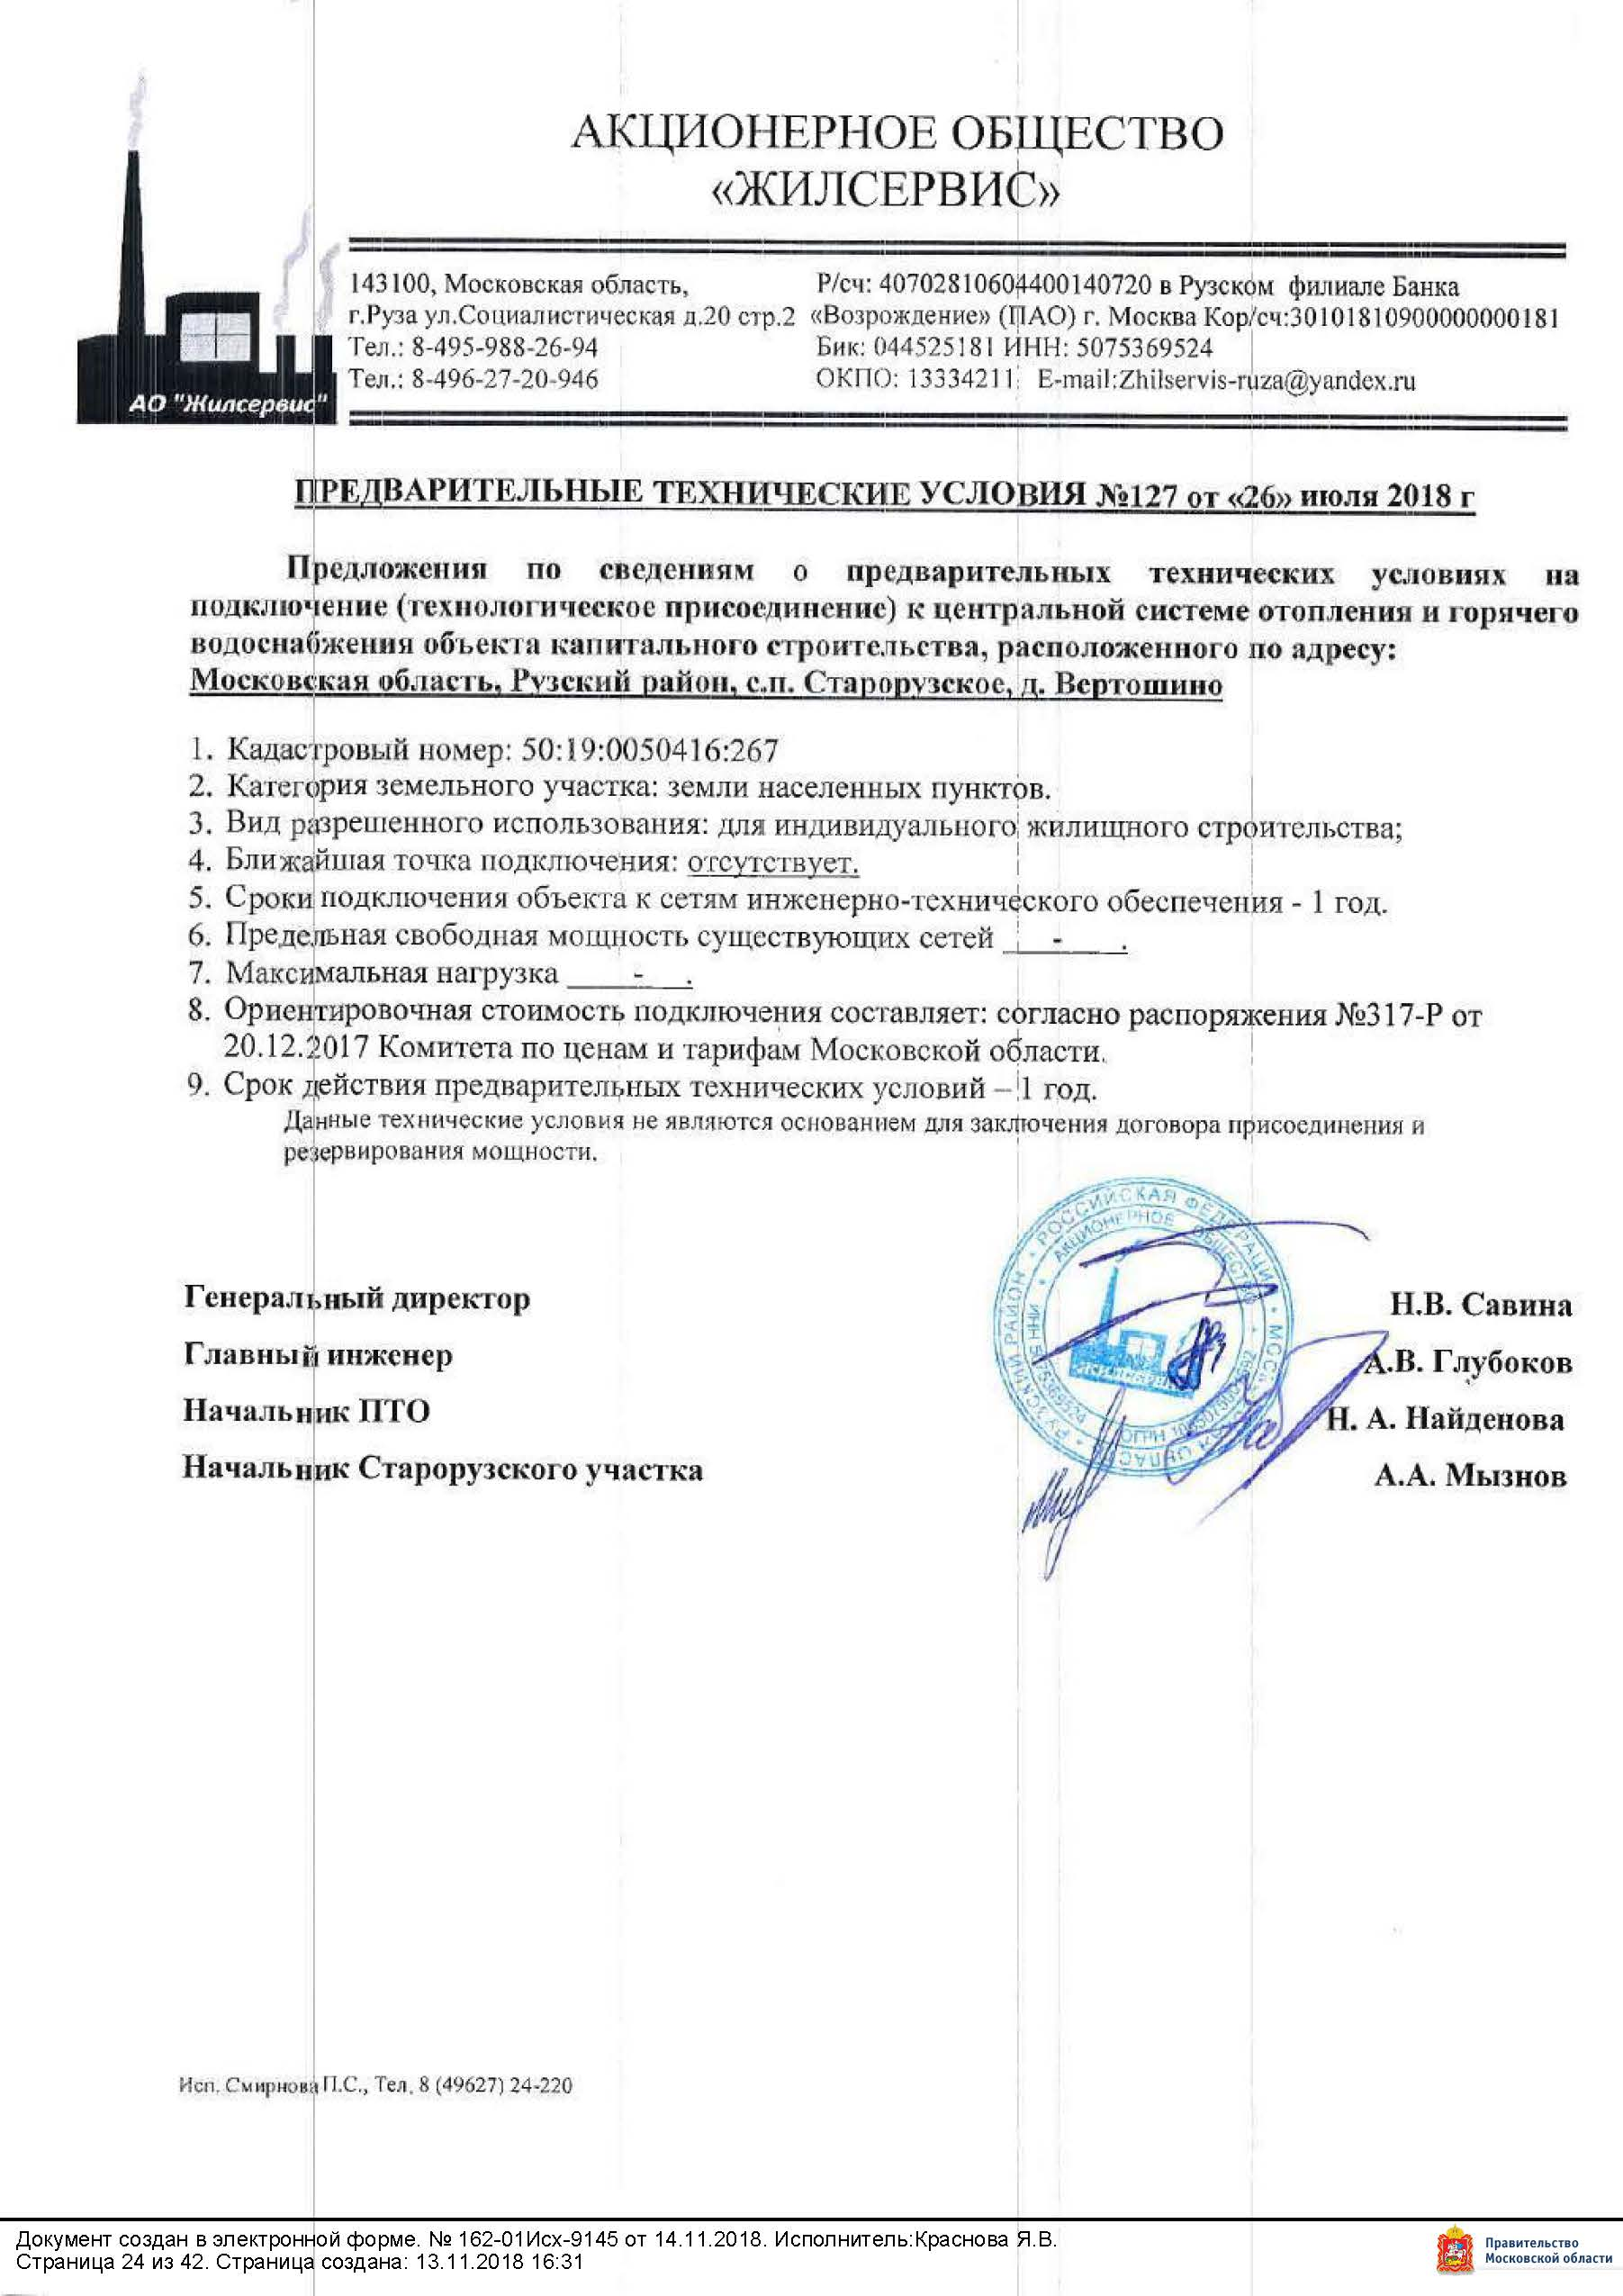 АКЦИОНЕРНОЕ ОБЩЕСТВО
«ЖИЛСЕРВИС»
АО "Жилсервис"
143100, Московская область,
г.Руза ул.Социалистическая д.20 стр.2
Тел.: 8-495-988-26-94
Тел.: 8-496-27-20-946
Р/сч: 40702810604400140720 в Рузском филиале Банка
«Возрождение» (ПАО) г. Москва Кор/сч:30101810900000000181
Бик: 044525181 ИНН: 5075369524
ОКПО: 13334211 E-mail:Zhilservis-ruza@yandex.ru
ПРЕДВАРИТЕЛЬНЫЕ ТЕХНИЧЕСКИЕ УСЛОВИЯ №127 от «26» июля 2018 г
Предложения по сведениям о предварительных технических условиях на
подключение (технологическое присоединение) к центральной системе отопления и горячего
водоснабжения объекта капитального строительства, расположенного по адресу:
Московская область, Рузский район, с.п. Старорузское, д. Вертошино
1. Кадастровый номер: 50:19:0050416:267
2. Категория земельного участка: земли населенных пунктов.
3. Вид разрешенного использования: для индивидуального жилищного строительства;
4. Ближайшая точка подключения: отсутствует.
5. Сроки подключения объекта к сетям инженерно-технического обеспечения - 1 год.
6. Предельная свободная мощность существующих сетей ___-___.
7. Максимальная нагрузка ____-__.
8. Ориентировочная стоимость подключения составляет: согласно распоряжения №317-Р от
20.12.2017 Комитета по ценам и тарифам Московской области.
9. Срок действия предварительных технических условий – 1 год.
Данные технические условия не являются основанием для заключения договора присоединения и
резервирования мощности.
РОССИЙСКАЯ ФЕДЕРАЦИЯ
АКЦИОНЕРНОЕ ОБЩЕСТВО
РУЗСКИЙ РАЙОН
Генеральный директор Н.В. Савина
Главный инженер А.В. Глубоков
Начальник ПТО Н. А. Найденова
Начальник Старорузского участка А.А. Мызнов
Исп. Смирнова П.С., Тел. 8 (49627) 24-220
Документ создан в электронной форме. № 162-01Исх-9145 от 14.11.2018. Исполнитель:Краснова Я.В.
Страница 24 из 42. Страница создана: 13.11.2018 16:31
Правительство
Московской области